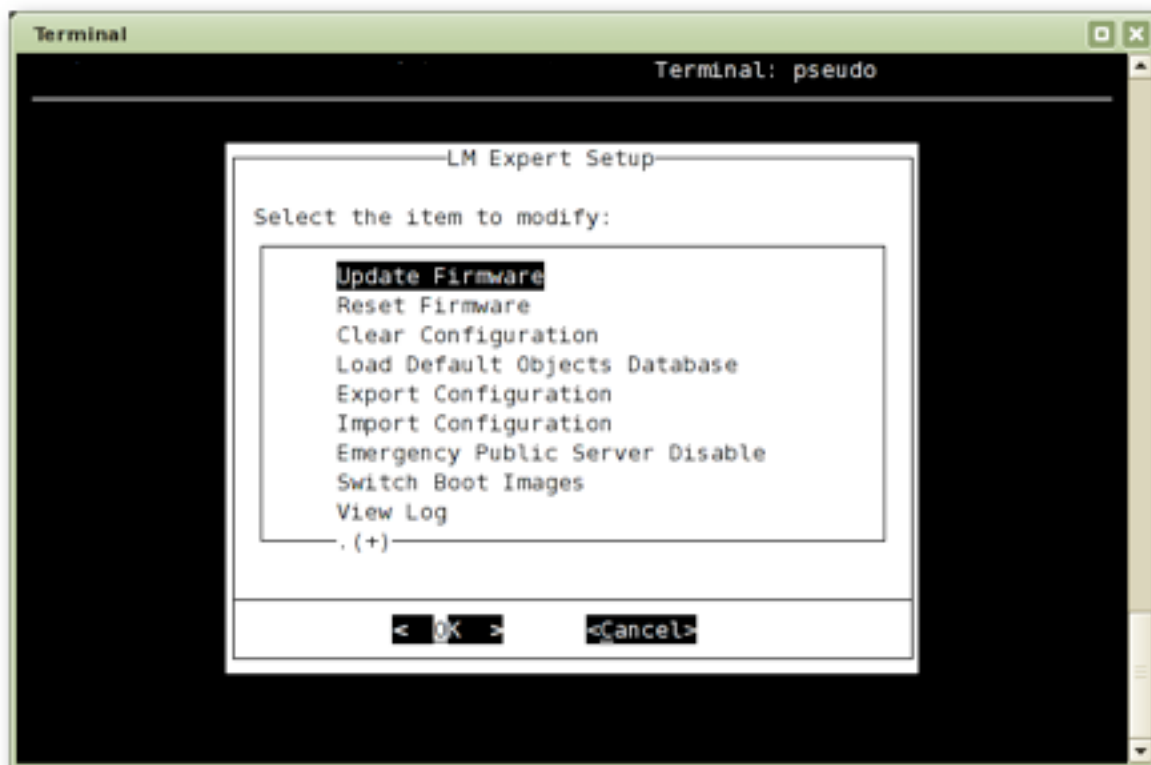 Terminal
Terminal: pseudo
LM Expert Setup
Select the item to modify:
Update Firmware
Reset Firmware
Clear Configuration
Load Default Objects Database
Export Configuration
Import Configuration
Emergency Public Server Disable
Switch Boot Images
View Log
.(+)
< OK > <Cancel>